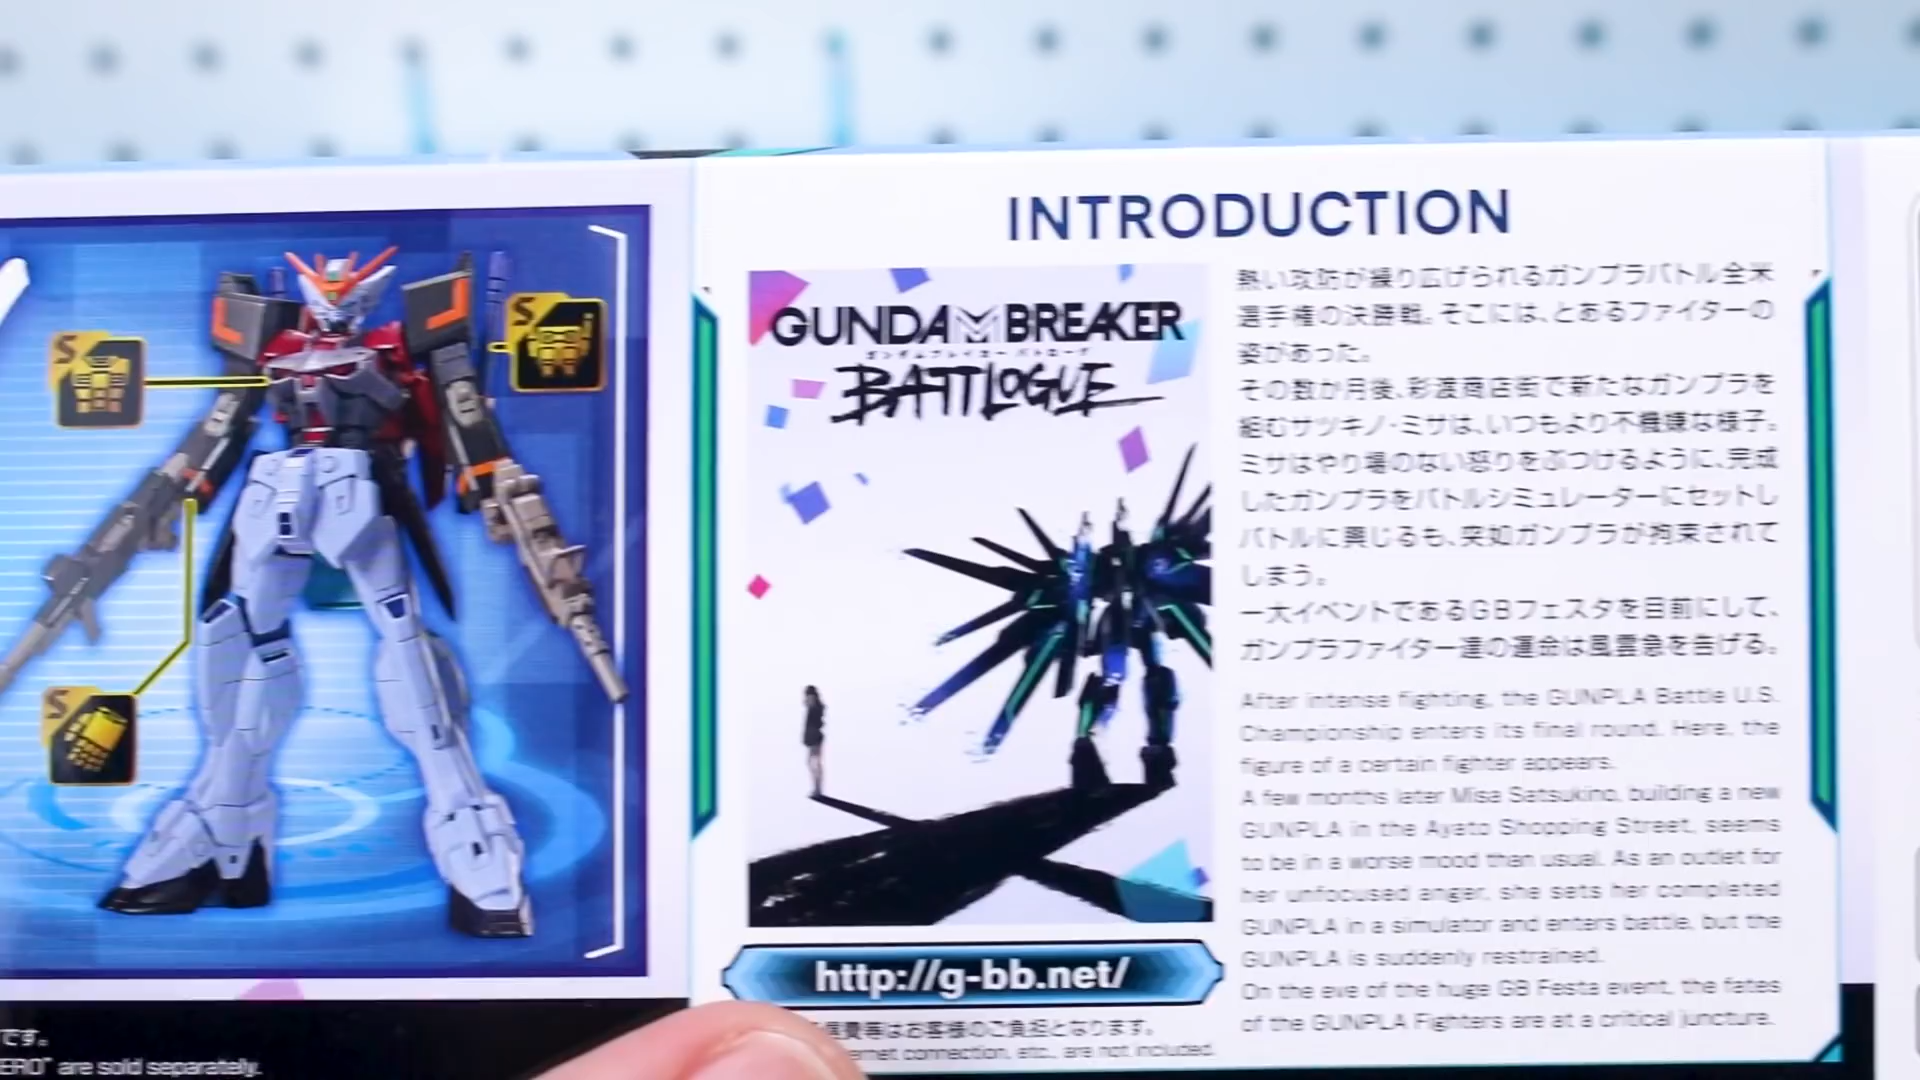 S
S
S
です。
ERO" are sold separately.
INTRODUCTION
GUNDAM BREAKER
ガンダムブレイカー バトローグ
BATTLOGUE
http://g-bb.net/
費等はお客様のご負担となります。
ernet connection, etc., are not included.
熱い攻防が繰り広げられるガンプラバトル全米
選手権の決勝戦。そこには、とあるファイターの
姿があった。
その数か月後、彩渡商店街で新たなガンプラを
組むサツキノ・ミサは、いつもより不機嫌な様子。
ミサはやり場のない怒りをぶつけるように、完成
したガンプラをバトルシミュレーターにセットし
バトルに興じるも、突如ガンプラが拘束されて
しまう。
一大イベントであるGBフェスタを目前にして、
ガンプラファイター達の運命は風雲急を告げる。
After intense fighting, the GUNPLA Battle U.S.
Championship enters its final round. Here, the
figure of a certain fighter appears.
A few months later Misa Satsukino, building a new
GUNPLA in the Ayato Shopping Street, seems
to be in a worse mood than usual. As an outlet for
her unfocused anger, she sets her completed
GUNPLA in a simulator and enters battle, but the
GUNPLA is suddenly restrained.
On the eve of the huge GB Festa event, the fates
of the GUNPLA Fighters are at a critical juncture.